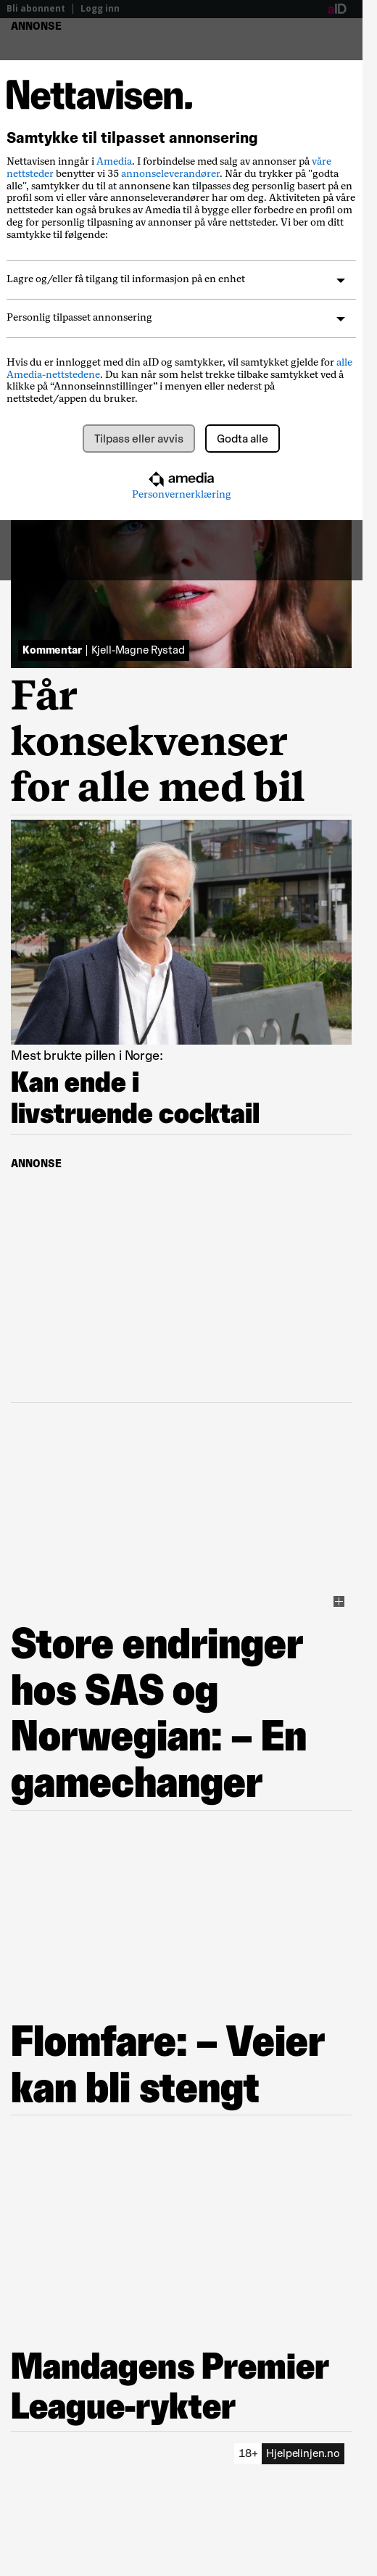 Bli abonnent | Logg inn
aID
ANNONSE
Nettavisen.
Samtykke til tilpasset annonsering
Nettavisen inngår i Amedia. I forbindelse med salg av annonser på våre
nettsteder benytter vi 35 annonseleverandører. Når du trykker på "godta
alle", samtykker du til at annonsene kan tilpasses deg personlig basert på en
profil som vi eller våre annonseleverandører har om deg. Aktiviteten på våre
nettsteder kan også brukes av Amedia til å bygge eller forbedre en profil om
deg for personlig tilpasning av annonser på våre nettsteder. Vi ber om ditt
samtykke til følgende:
Lagre og/eller få tilgang til informasjon på en enhet
Personlig tilpasset annonsering
Hvis du er innlogget med din aID og samtykker, vil samtykket gjelde for alle
Amedia-nettstedene. Du kan når som helst trekke tilbake samtykket ved å
klikke på “Annonseinnstillinger” i menyen eller nederst på
nettstedet/appen du bruker.
Tilpass eller avvis
Godta alle
amedia
Personvernerklæring
Kommentar | Kjell-Magne Rystad
Får
konsekvenser
for alle med bil
Mest brukte pillen i Norge:
Kan ende i
livstruende cocktail
ANNONSE
Store endringer
hos SAS og
Norwegian: – En
gamechanger
Flomfare: – Veier
kan bli stengt
Mandagens Premier
League-rykter
18+ Hjelpelinjen.no